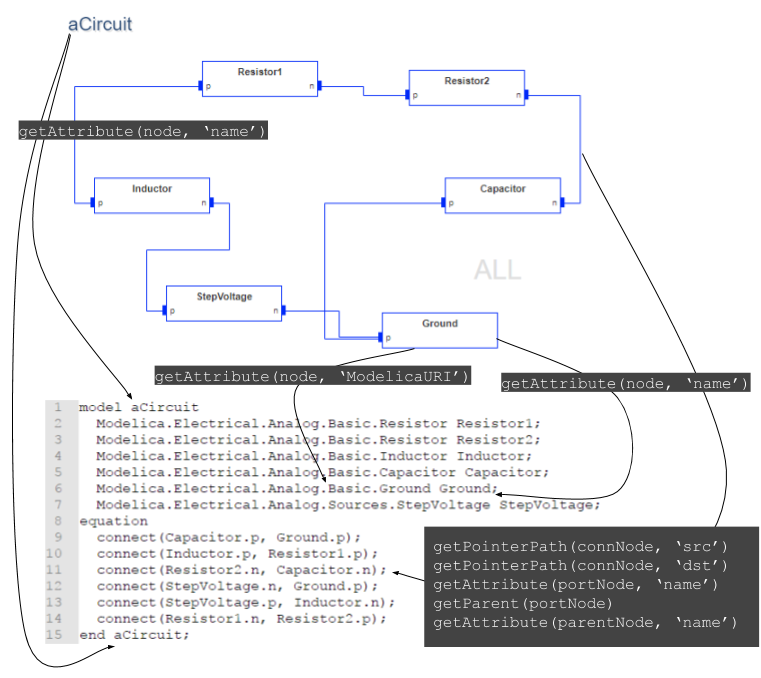 aCircuit
Resistor1
p n
Resistor2
p n
getAttribute(node, ‘name’)
Inductor
p n
Capacitor
p n
ALL
StepVoltage
p n
Ground
p
getAttribute(node, ‘ModelicaURI’)
getAttribute(node, ‘name’)
1 model aCircuit
2 Modelica.Electrical.Analog.Basic.Resistor Resistor1;
3 Modelica.Electrical.Analog.Basic.Resistor Resistor2;
4 Modelica.Electrical.Analog.Basic.Inductor Inductor;
5 Modelica.Electrical.Analog.Basic.Capacitor Capacitor;
6 Modelica.Electrical.Analog.Basic.Ground Ground;
7 Modelica.Electrical.Analog.Sources.StepVoltage StepVoltage;
8 equation
9 connect(Capacitor.p, Ground.p);
10 connect(Inductor.p, Resistor1.p);
11 connect(Resistor2.n, Capacitor.n);
12 connect(StepVoltage.n, Ground.p);
13 connect(StepVoltage.p, Inductor.n);
14 connect(Resistor1.n, Resistor2.p);
15 end aCircuit;
getPointerPath(connNode, ‘src’)
getPointerPath(connNode, ‘dst’)
getAttribute(portNode, ‘name’)
getParent(portNode)
getAttribute(parentNode, ‘name’)